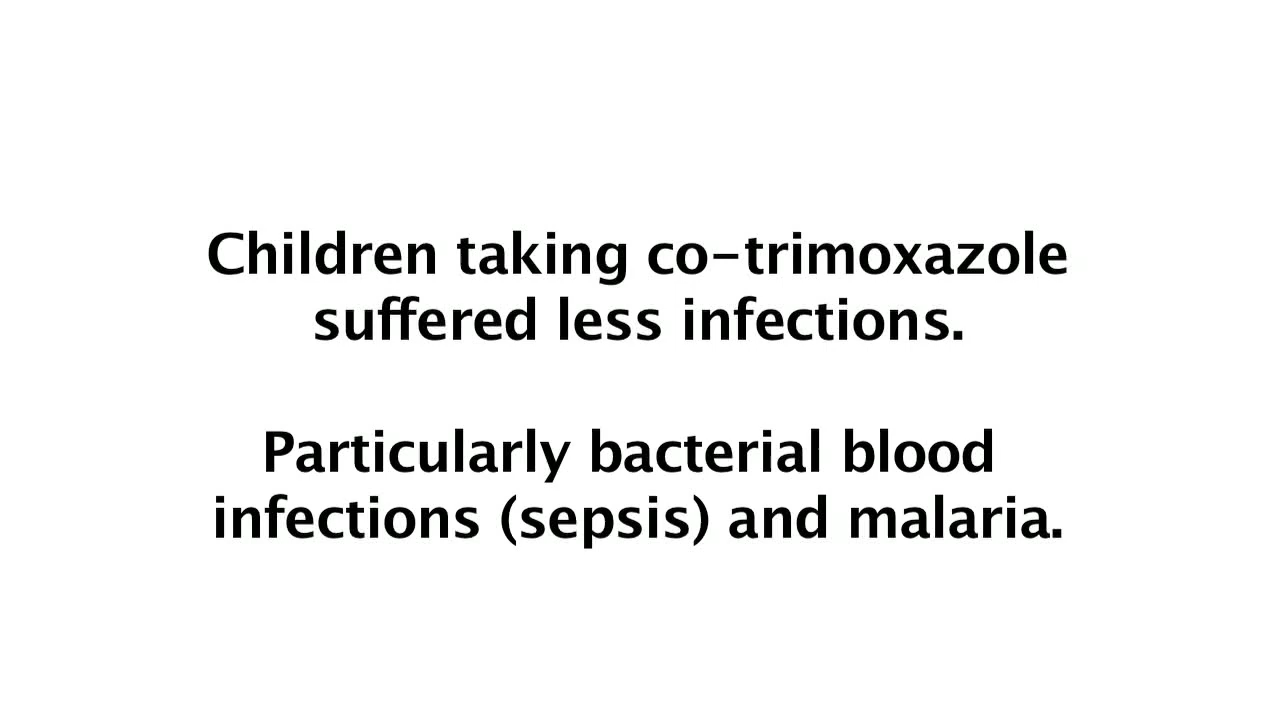 Children taking co-trimoxazole
suffered less infections.
Particularly bacterial blood
infections (sepsis) and malaria.